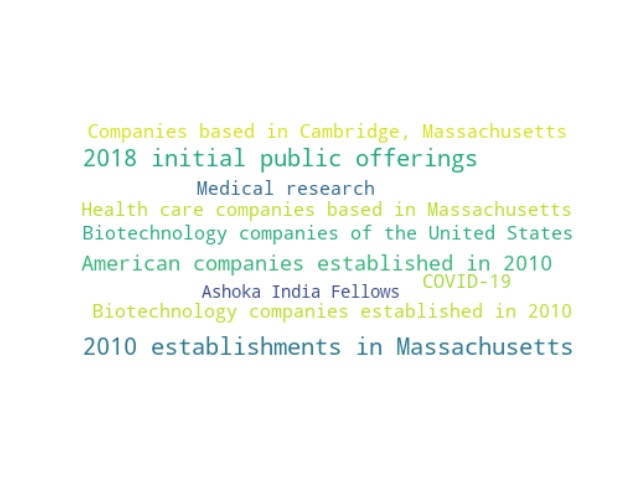 Companies based in Cambridge, Massachusetts
2018 initial public offerings
Medical research
Health care companies based in Massachusetts
Biotechnology companies of the United States
American companies established in 2010
COVID-19
Ashoka India Fellows
Biotechnology companies established in 2010
2010 establishments in Massachusetts